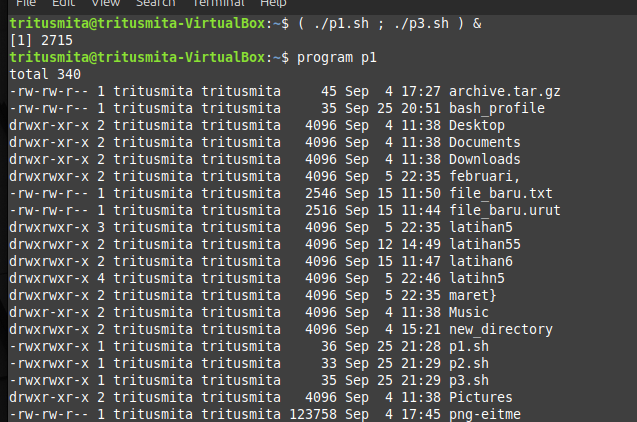 File Edit View Search Terminal Help
tritusmita@tritusmita-VirtualBox:~$ ( ./p1.sh ; ./p3.sh ) &
[1] 2715
tritusmita@tritusmita-VirtualBox:~$ program p1
total 340
-rw-rw-r-- 1 tritusmita tritusmita     45 Sep  4 17:27 archive.tar.gz
-rw-rw-r-- 1 tritusmita tritusmita     35 Sep 25 20:51 bash_profile
drwxr-xr-x 2 tritusmita tritusmita   4096 Sep  4 11:38 Desktop
drwxr-xr-x 2 tritusmita tritusmita   4096 Sep  4 11:38 Documents
drwxr-xr-x 2 tritusmita tritusmita   4096 Sep  4 11:38 Downloads
drwxrwxr-x 2 tritusmita tritusmita   4096 Sep  5 22:35 februari,
-rw-rw-r-- 1 tritusmita tritusmita   2546 Sep 15 11:50 file_baru.txt
-rw-rw-r-- 1 tritusmita tritusmita   2516 Sep 15 11:44 file_baru.urut
drwxrwxr-x 3 tritusmita tritusmita   4096 Sep  5 22:35 latihan5
drwxrwxr-x 2 tritusmita tritusmita   4096 Sep 12 14:49 latihan55
drwxrwxr-x 2 tritusmita tritusmita   4096 Sep 15 11:47 latihan6
drwxrwxr-x 4 tritusmita tritusmita   4096 Sep  5 22:46 latihn5
drwxrwxr-x 2 tritusmita tritusmita   4096 Sep  5 22:35 maret}
drwxr-xr-x 2 tritusmita tritusmita   4096 Sep  4 11:38 Music
drwxrwxr-x 2 tritusmita tritusmita   4096 Sep  4 15:21 new_directory
-rwxrwxr-x 1 tritusmita tritusmita     36 Sep 25 21:28 p1.sh
-rwxrwxr-x 1 tritusmita tritusmita     33 Sep 25 21:29 p2.sh
-rwxrwxr-x 1 tritusmita tritusmita     35 Sep 25 21:29 p3.sh
drwxr-xr-x 2 tritusmita tritusmita   4096 Sep  4 11:38 Pictures
-rw-rw-r-- 1 tritusmita tritusmita 123758 Sep  4 17:45 png-eitme